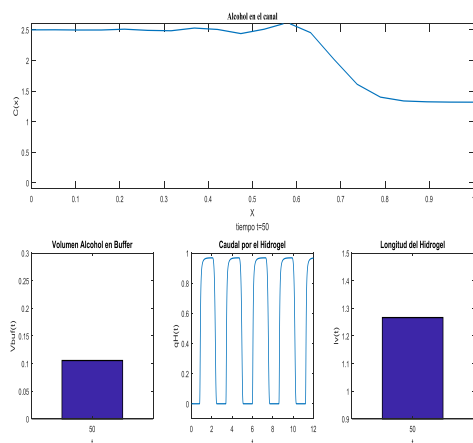 Alcohol en el canal
2.5
2
1.5
1
0.5
0
C(x)
0 0.1 0.2 0.3 0.4 0.5 0.6 0.7 0.8 0.9 1
X
tiempo t=50
Volumen Alcohol en Buffer
0.3
0.25
0.2
0.15
0.1
0.05
0
Vbuf(t)
50
t
Caudal por el Hidrogel
1
0.8
0.6
0.4
0.2
0
qH(t)
0 2 4 6 8 10 12
t
Longitud del Hidrogel
1.5
1.4
1.3
1.2
1.1
1
0.9
lv(t)
50
t